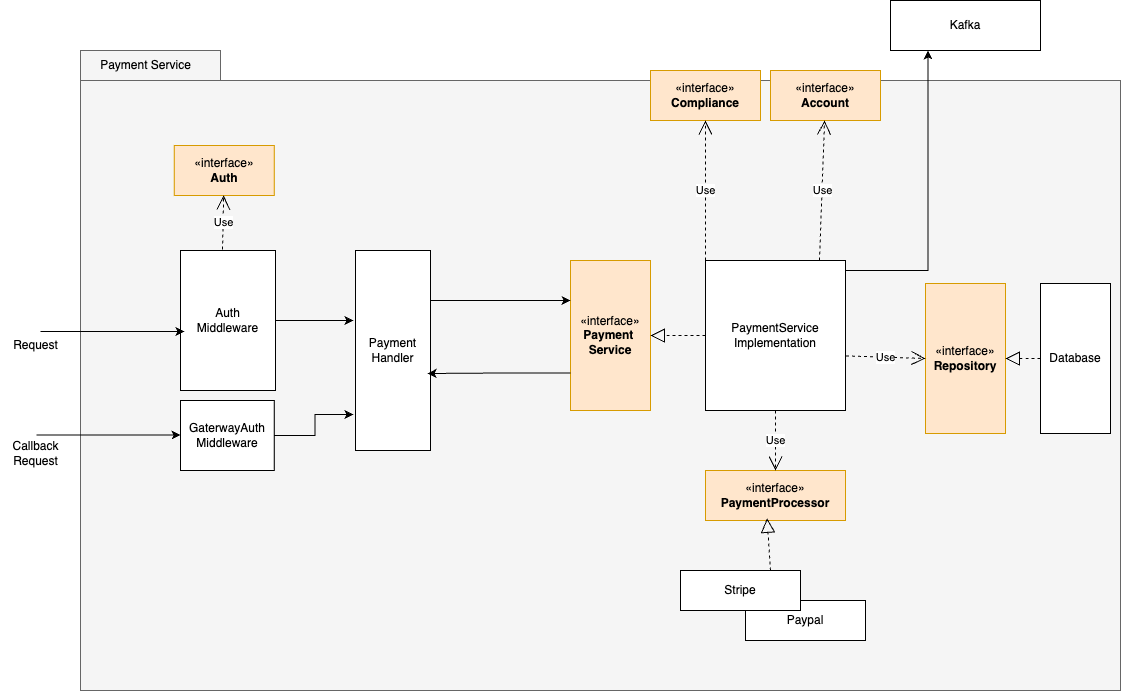 Kafka
Payment Service
«interface»
Compliance
«interface»
Account
«interface»
Auth
Use
Use
Use
Auth
Middleware
Request
Payment
Handler
«interface»
Payment
Service
PaymentService
Implementation
Use
«interface»
Repository
Database
GaterwayAuth
Middleware
Callback
Request
Use
«interface»
PaymentProcessor
Stripe
Paypal